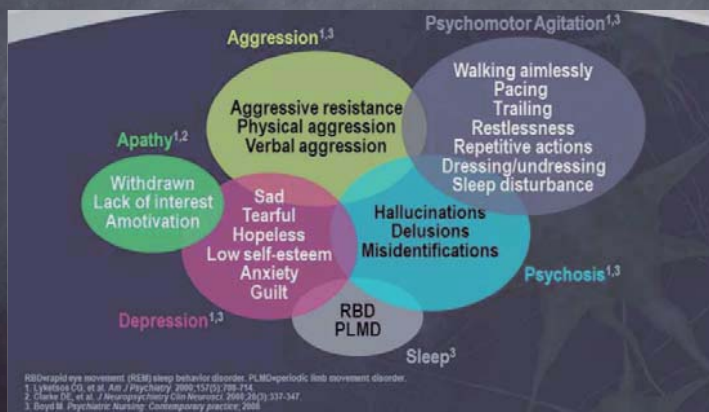 Aggression1,3
Psychomotor Agitation1,3
Aggressive resistance
Physical aggression
Verbal aggression
Walking aimlessly
Pacing
Trailing
Restlessness
Repetitive actions
Dressing/undressing
Sleep disturbance
Apathy1,2
Withdrawn
Lack of interest
Amotivation
Sad
Tearful
Hopeless
Low self-esteem
Anxiety
Guilt
Hallucinations
Delusions
Misidentifications
Psychosis1,3
Depression1,3
RBD
PLMD
Sleep3
RBD=rapid eye movement (REM) sleep behavior disorder. PLMD=periodic limb movement disorder.
1. Lyketsos CG, et al. Am J Psychiatry. 2000;157(5):708-714.
2. Clarke DE, et al. J Neuropsychiatry Clin Neurosci. 2008;20(3):337-347.
3. Boyd M. Psychiatric Nursing: Contemporary practice; 2008